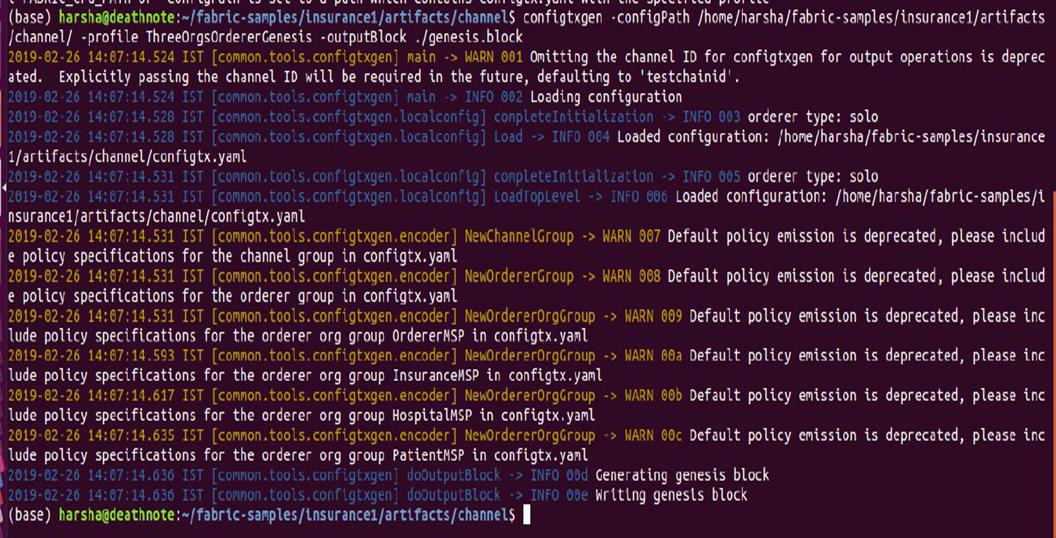 (base) harsha@deathnote:~/fabric-samples/insurance1/artifacts/channel$ configtxgen -configPath /home/harsha/fabric-samples/insurance1/artifacts
/channel/ -profile ThreeOrgsOrdererGenesis -outputBlock ./genesis.block
2019-02-26 14:07:14.524 IST [common.tools.configtxgen] main -> WARN 001 Omitting the channel ID for configtxgen for output operations is deprec
ated.  Explicitly passing the channel ID will be required in the future, defaulting to 'testchainid'.
2019-02-26 14:07:14.524 IST [common.tools.configtxgen] main -> INFO 002 Loading configuration
2019-02-26 14:07:14.528 IST [common.tools.configtxgen.localconfig] completeInitialization -> INFO 003 orderer type: solo
2019-02-26 14:07:14.528 IST [common.tools.configtxgen.localconfig] Load -> INFO 004 Loaded configuration: /home/harsha/fabric-samples/insurance
1/artifacts/channel/configtx.yaml
2019-02-26 14:07:14.531 IST [common.tools.configtxgen.localconfig] completeInitialization -> INFO 005 orderer type: solo
2019-02-26 14:07:14.531 IST [common.tools.configtxgen.localconfig] LoadTopLevel -> INFO 006 Loaded configuration: /home/harsha/fabric-samples/i
nsurance1/artifacts/channel/configtx.yaml
2019-02-26 14:07:14.531 IST [common.tools.configtxgen.encoder] NewChannelGroup -> WARN 007 Default policy emission is deprecated, please includ
e policy specifications for the channel group in configtx.yaml
2019-02-26 14:07:14.531 IST [common.tools.configtxgen.encoder] NewOrdererGroup -> WARN 008 Default policy emission is deprecated, please includ
e policy specifications for the orderer group in configtx.yaml
2019-02-26 14:07:14.531 IST [common.tools.configtxgen.encoder] NewOrdererOrgGroup -> WARN 009 Default policy emission is deprecated, please inc
lude policy specifications for the orderer org group OrdererMSP in configtx.yaml
2019-02-26 14:07:14.593 IST [common.tools.configtxgen.encoder] NewOrdererOrgGroup -> WARN 00a Default policy emission is deprecated, please inc
lude policy specifications for the orderer org group InsuranceMSP in configtx.yaml
2019-02-26 14:07:14.617 IST [common.tools.configtxgen.encoder] NewOrdererOrgGroup -> WARN 00b Default policy emission is deprecated, please inc
lude policy specifications for the orderer org group HospitalMSP in configtx.yaml
2019-02-26 14:07:14.635 IST [common.tools.configtxgen.encoder] NewOrdererOrgGroup -> WARN 00c Default policy emission is deprecated, please inc
lude policy specifications for the orderer org group PatientMSP in configtx.yaml
2019-02-26 14:07:14.636 IST [common.tools.configtxgen] doOutputBlock -> INFO 00d Generating genesis block
2019-02-26 14:07:14.636 IST [common.tools.configtxgen] doOutputBlock -> INFO 00e Writing genesis block
(base) harsha@deathnote:~/fabric-samples/insurance1/artifacts/channel$